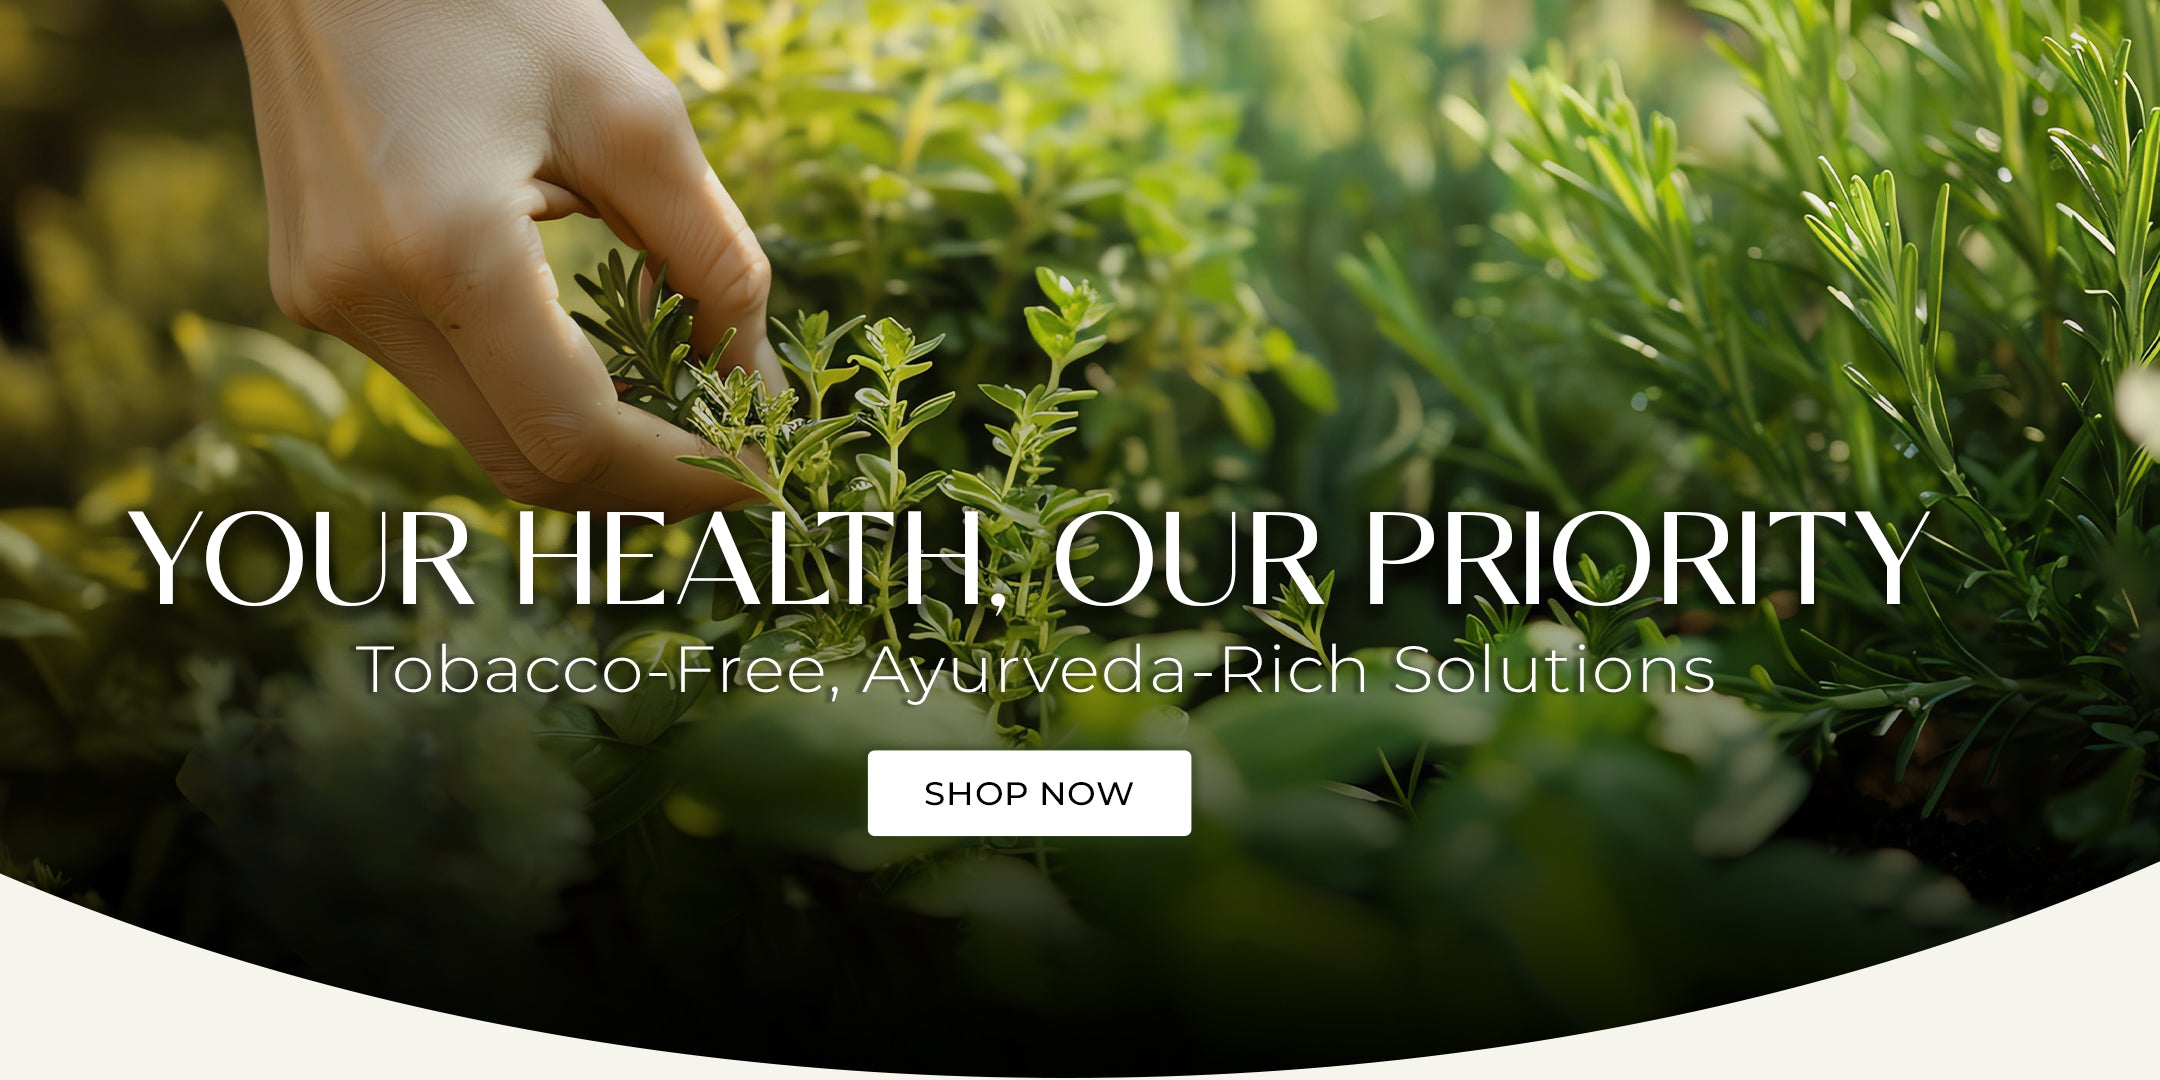 YOUR HEALTH, OUR PRIORITY
Tobacco-Free, Ayurveda-Rich Solutions
SHOP NOW